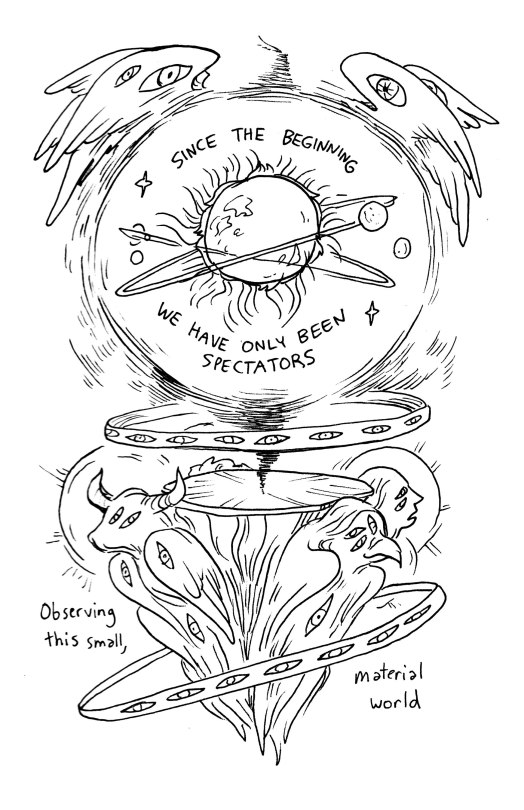 SINCE THE BEGINNING
WE HAVE ONLY BEEN
SPECTATORS
Observing
this small,
material
world